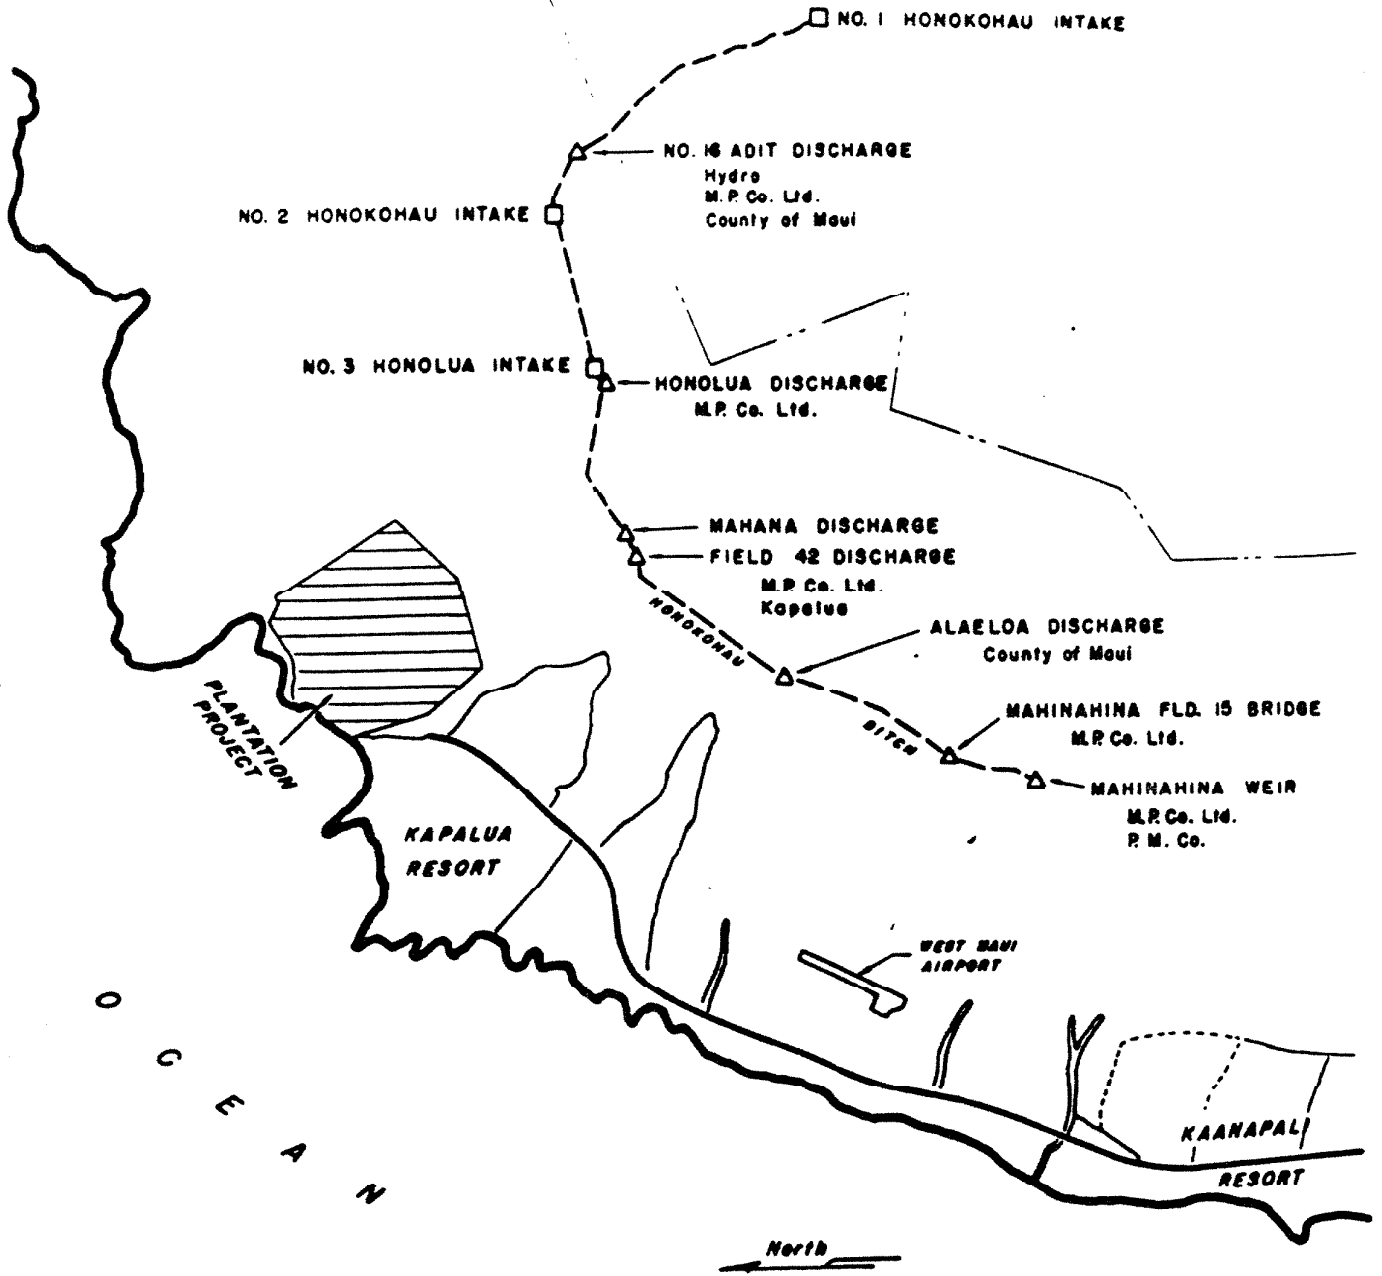 NO. 1 HONOKOHAU INTAKE
NO. 16 ADIT DISCHARGE
Hydro
M.P. Co. Ltd.
County of Maui
NO. 2 HONOKOHAU INTAKE
NO. 3 HONOLUA INTAKE
HONOLUA DISCHARGE
M.P. Co. Ltd.
MAHANA DISCHARGE
FIELD 42 DISCHARGE
M.P. Co. Ltd.
Kapalua
HONOKOHAU
DITCH
ALAELOA DISCHARGE
County of Maui
MAHINAHINA FLD. 15 BRIDGE
M.P. Co. Ltd.
MAHINAHINA WEIR
M.P. Co. Ltd.
P. M. Co.
PLANTATION
PROJECT
KAPALUA
RESORT
WEST MAUI
AIRPORT
OCEAN
KAANAPALI
RESORT
North